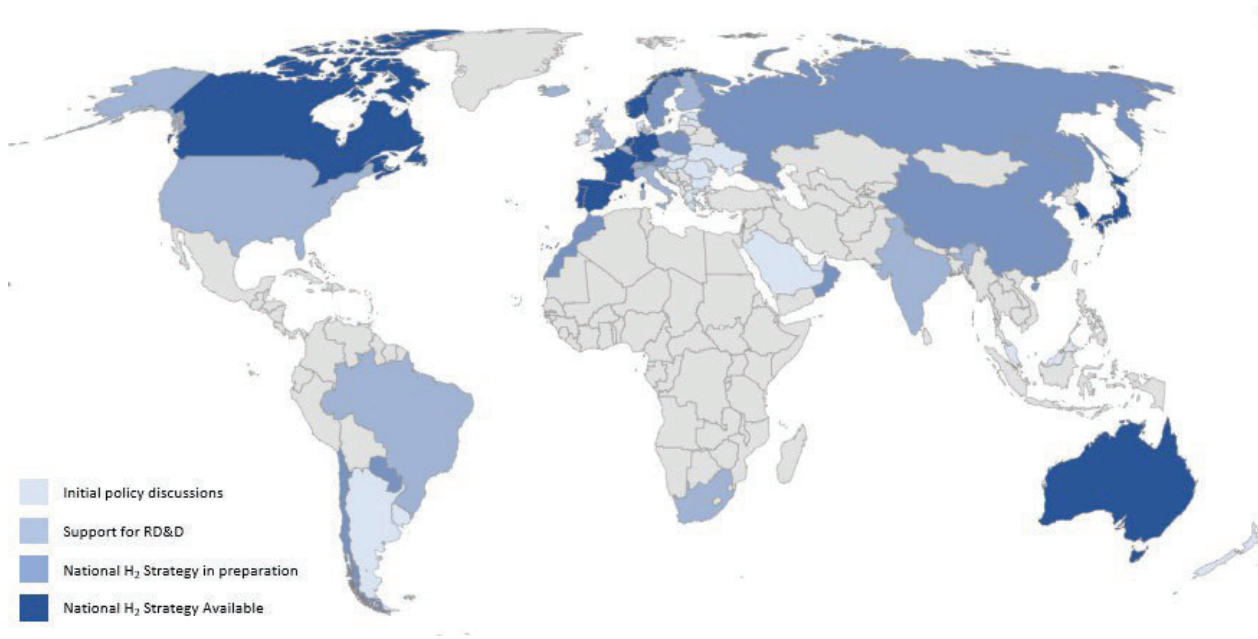 Initial policy discussions
Support for RD&D
National H₂ Strategy in preparation
National H₂ Strategy Available